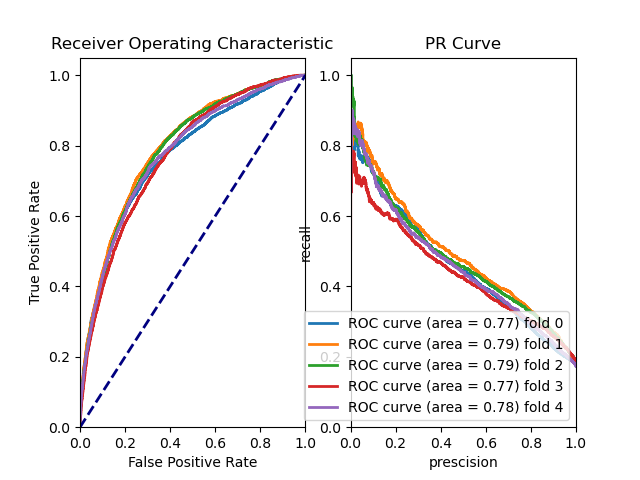 Receiver Operating Characteristic
1.0
0.8
0.6
0.4
0.2
0.0
True Positive Rate
0.0 0.2 0.4 0.6 0.8 1.0
False Positive Rate
PR Curve
1.0
0.8
0.6
0.4
0.2
0.0
recall
0.0 0.2 0.4 0.6 0.8 1.0
prescision
ROC curve (area = 0.77) fold 0
ROC curve (area = 0.79) fold 1
ROC curve (area = 0.79) fold 2
ROC curve (area = 0.77) fold 3
ROC curve (area = 0.78) fold 4